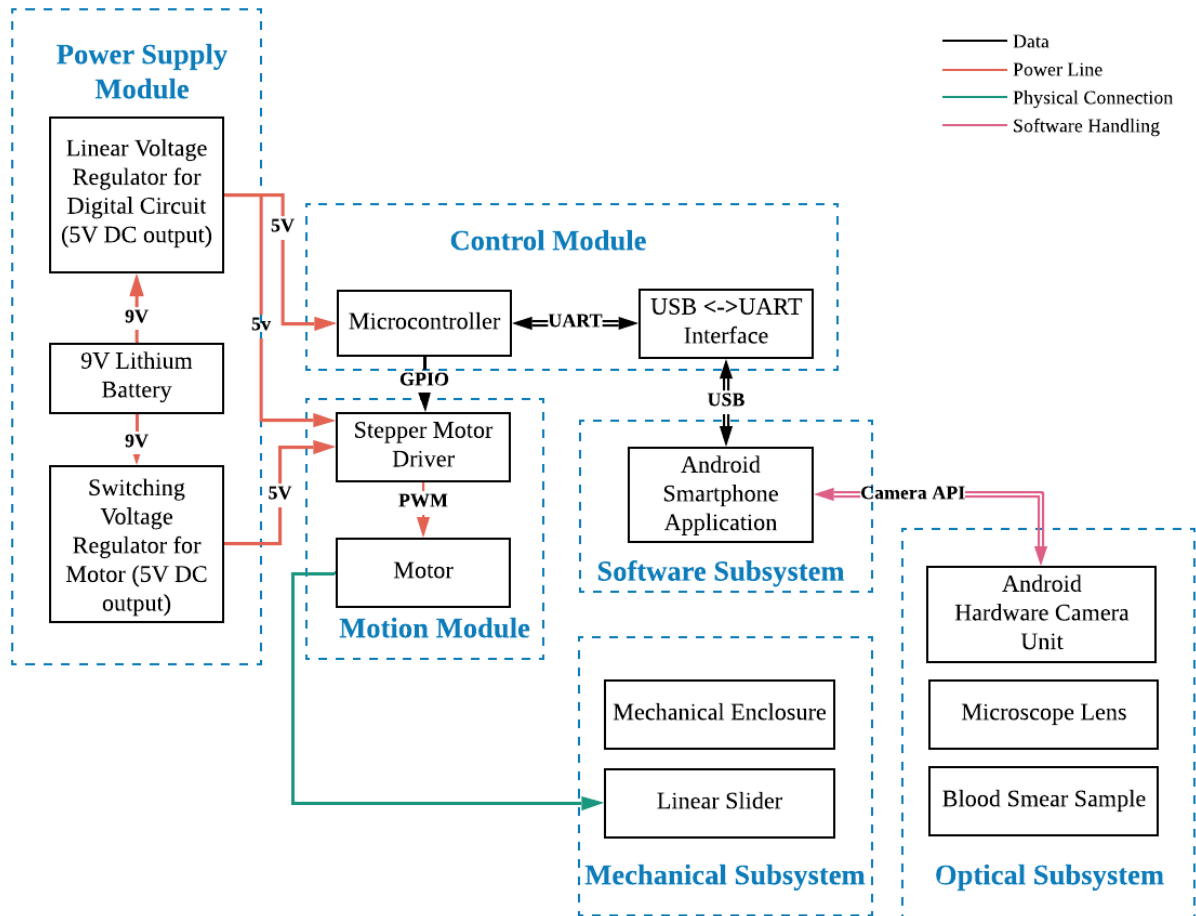 Power Supply
Module
Linear Voltage
Regulator for
Digital Circuit
(5V DC output)
9V
9V Lithium
Battery
9V
Switching
Voltage
Regulator for
Motor (5V DC
output)
5V
5v
5V
Data
Power Line
Physical Connection
Software Handling
Control Module
Microcontroller
UART
USB <->UART
Interface
GPIO
USB
Stepper Motor
Driver
PWM
Motor
Motion Module
Android
Smartphone
Application
Software Subsystem
Camera API
Android
Hardware Camera
Unit
Microscope Lens
Blood Smear Sample
Optical Subsystem
Mechanical Enclosure
Linear Slider
Mechanical Subsystem